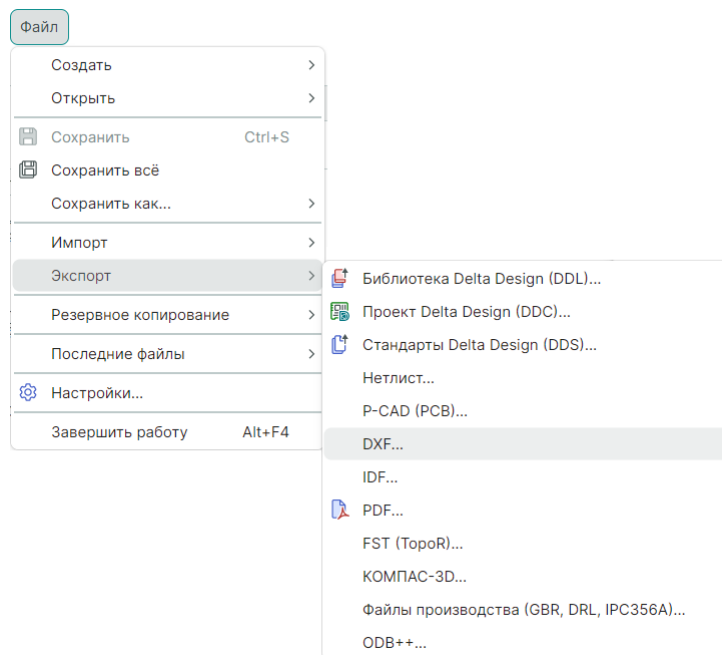 Файл
Создать
Открыть
Сохранить Ctrl+S
Сохранить всё
Сохранить как...
Импорт
Экспорт
Резервное копирование
Последние файлы
Настройки...
Завершить работу Alt+F4
Библиотека Delta Design (DDL)...
Проект Delta Design (DDC)...
Стандарты Delta Design (DDS)...
Нетлист...
P-CAD (PCB)...
DXF...
IDF...
PDF...
FST (TopoR)...
КОМПАС-3D...
Файлы производства (GBR, DRL, IPC356A)...
ODB++...